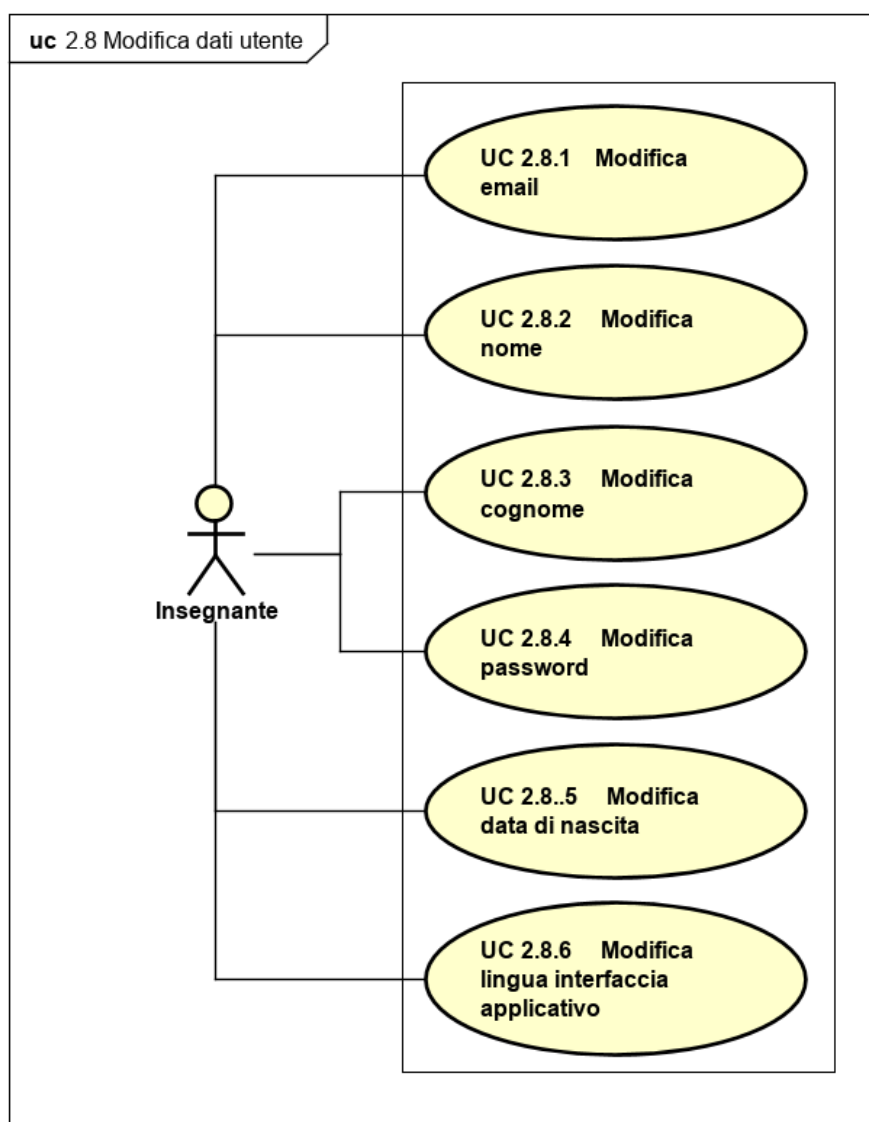 uc 2.8 Modifica dati utente
UC 2.8.1 Modifica
email
UC 2.8.2 Modifica
nome
UC 2.8.3 Modifica
cognome
Insegnante
UC 2.8.4 Modifica
password
UC 2.8..5 Modifica
data di nascita
UC 2.8.6 Modifica
lingua interfaccia
applicativo